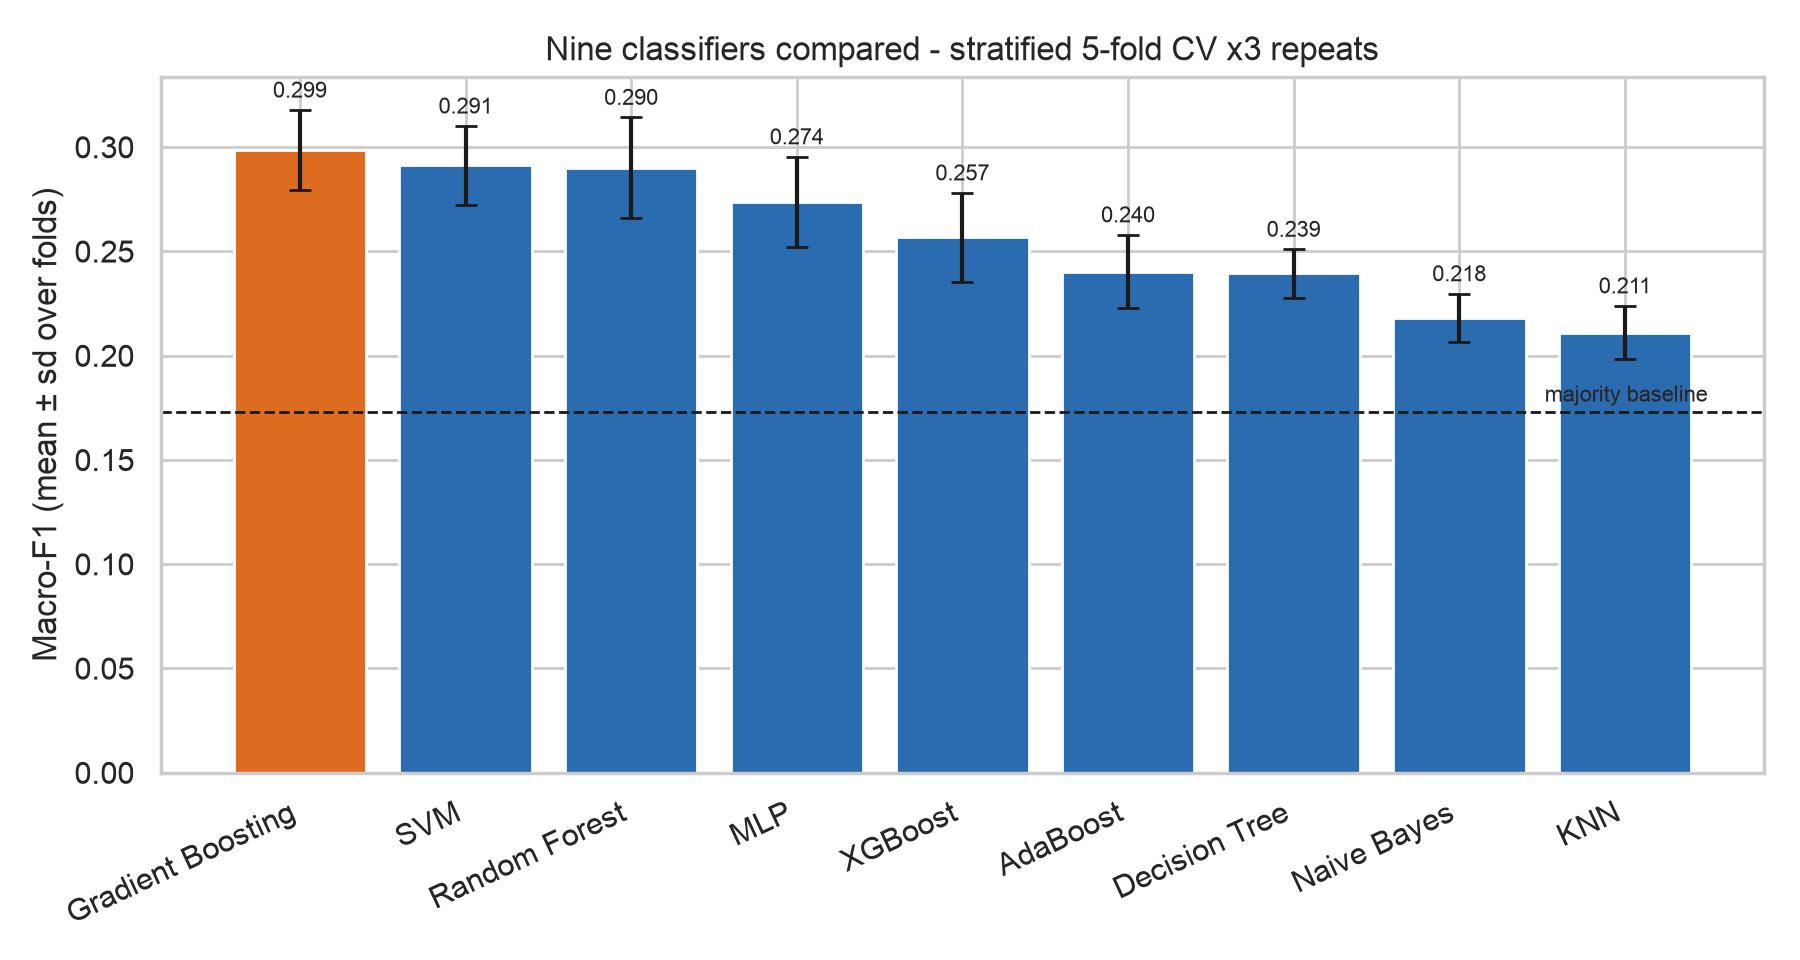 Nine classifiers compared - stratified 5-fold CV x3 repeats
Macro-F1 (mean ± sd over folds)
0.30
0.25
0.20
0.15
0.10
0.05
0.00
0.299
0.291
0.290
0.274
0.257
0.240
0.239
0.218
0.211
majority baseline
Gradient Boosting
SVM
Random Forest
MLP
XGBoost
AdaBoost
Decision Tree
Naive Bayes
KNN